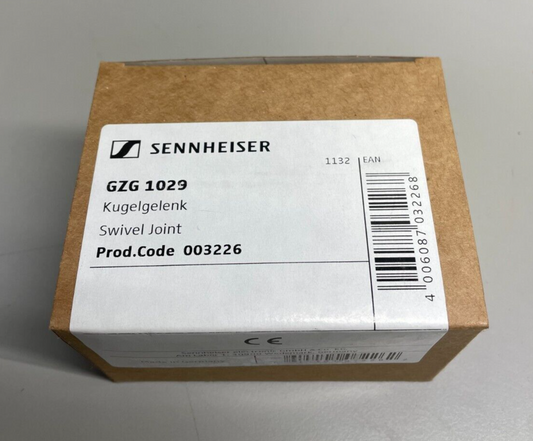 SENNHEISER
1132 EAN
GZG 1029
Kugelgelenk
Swivel Joint
Prod.Code 003226
4 006087 032268
CE